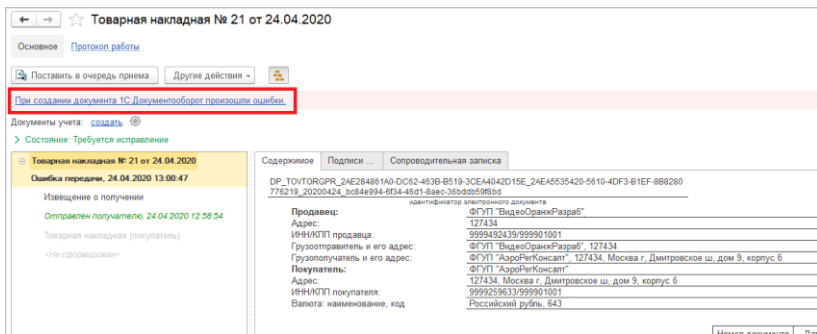 Товарная накладная № 21 от 24.04.2020
Основное Протокол работы
Поставить в очередь приема Другие действия
При создании документа 1С:Документооборот произошли ошибки.
Документы учета: создать
Состояние: Требуется исправление
Товарная накладная № 21 от 24.04.2020
Ошибка передачи, 24.04.2020 13:00:47
Извещение о получении
Отправлен получателю, 24.04.2020 12:58:54
Товарная накладная (покупатель)
<Не сформирован>
Содержимое Подписи ... Сопроводительная записка
DP_TOVTORGPR_2AE284861A0-DC62-463B-B519-3CEA4042D15E_2AEA5535420-5610-4DF3-B1EF-8B8280
776219_20200424_bc84e994-6f34-46d1-8aec-36bddb59f8bd
идентификатор электронного документа
Продавец: ФГУП "ВидеоОранжРазраб"
Адрес: 127434
ИНН/КПП продавца: 9999492439/999901001
Грузоотправитель и его адрес: ФГУП "ВидеоОранжРазраб", 127434
Грузополучатель и его адрес: ФГУП "АэроРегКонсалт", 127434, Москва г, Дмитровское ш, дом 9, корпус 6
Покупатель: ФГУП "АэроРегКонсалт"
Адрес: 127434, Москва г, Дмитровское ш, дом 9, корпус 6
ИНН/КПП покупателя: 9999259633/999901001
Валюта: наименование, код Российский рубль, 643
Номер документа